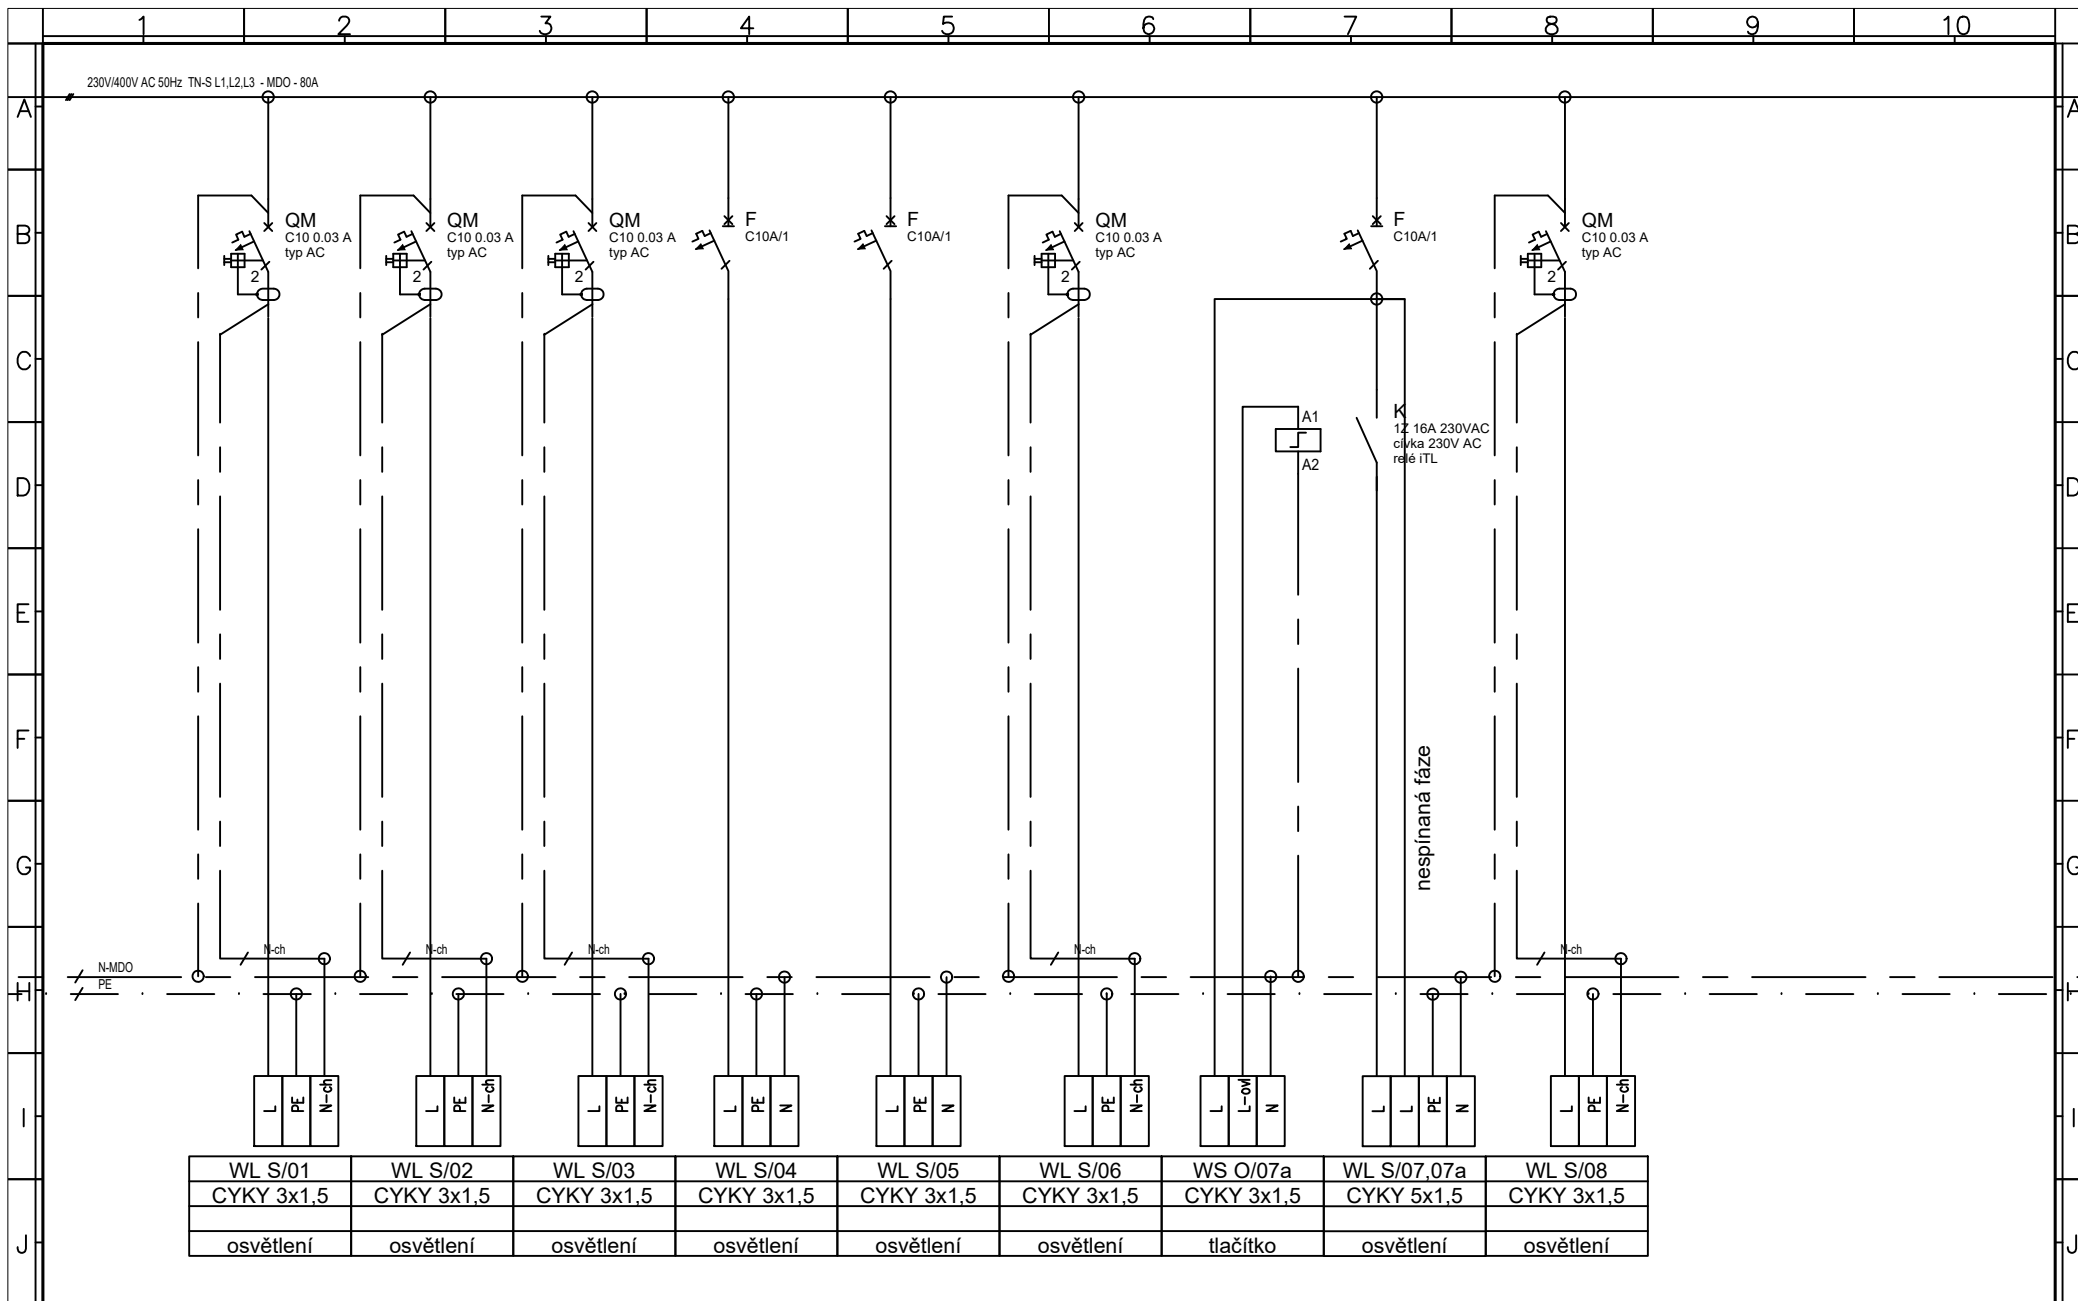 1 2 3 4 5 6 7 8 9 10
230V/400V AC 50Hz TN-S L1,L2,L3 - MDO - 80A
A A
B B
QM
C10 0.03 A
typ AC
2
QM
C10 0.03 A
typ AC
2
QM
C10 0.03 A
typ AC
2
F
C10A/1
F
C10A/1
QM
C10 0.03 A
typ AC
2
F
C10A/1
QM
C10 0.03 A
typ AC
2
C C
A1
A2
K
1Z 16A 230VAC
cívka 230V AC
relé iTL
D D
E E
F F
nespínaná fáze
G G
N-ch N-ch N-ch N-ch N-ch
N-MDO
PE
H H
L PE N-ch
L PE N-ch
L PE N-ch
L PE N
L PE N
L PE N-ch
L L-ovl N
L L PE N
L PE N-ch
I I
WL S/01 WL S/02 WL S/03 WL S/04 WL S/05 WL S/06 WS O/07a WL S/07,07a WL S/08
CYKY 3x1,5 CYKY 3x1,5 CYKY 3x1,5 CYKY 3x1,5 CYKY 3x1,5 CYKY 3x1,5 CYKY 3x1,5 CYKY 5x1,5 CYKY 3x1,5
osvětlení osvětlení osvětlení osvětlení osvětlení osvětlení tlačítko osvětlení osvětlení
J J